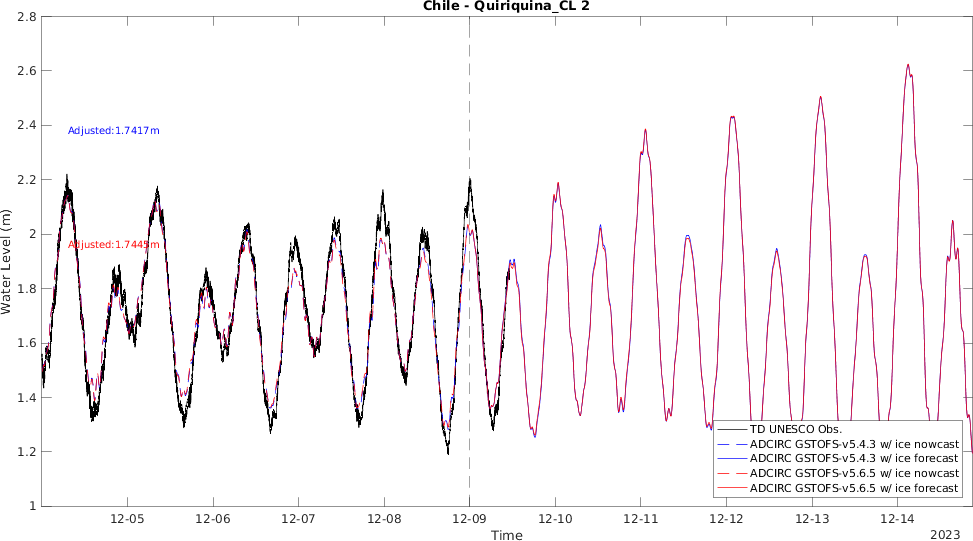 Chile - Quiriquina_CL 2
2.8
2.6
2.4
2.2
2
1.8
1.6
1.4
1.2
1
Water Level (m)
Adjusted:1.7417m
Adjusted:1.7445m
TD UNESCO Obs.
ADCIRC GSTOFS-v5.4.3 w/ ice nowcast
ADCIRC GSTOFS-v5.4.3 w/ ice forecast
ADCIRC GSTOFS-v5.6.5 w/ ice nowcast
ADCIRC GSTOFS-v5.6.5 w/ ice forecast
12-05 12-06 12-07 12-08 12-09 12-10 12-11 12-12 12-13 12-14
Time
2023